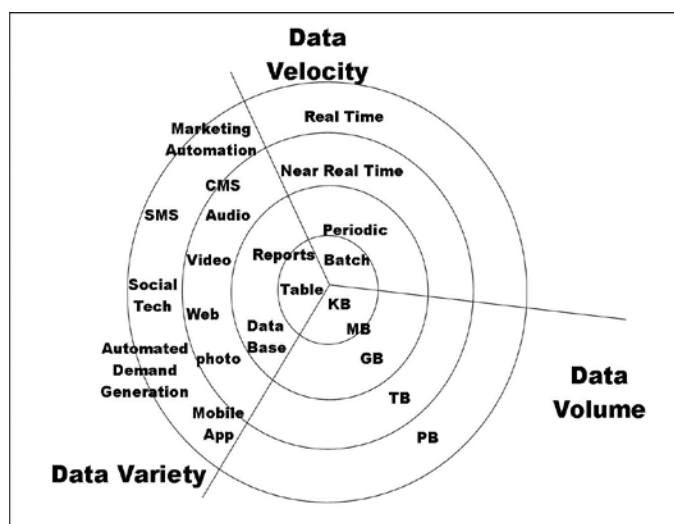 Data
Velocity
Real Time
Marketing
Automation
Near Real Time
CMS
SMS
Audio
Periodic
Reports
Batch
Video
Social
Tech
Table
KB
Web
MB
Data
Base
Automated
Demand
Generation
photo
GB
Data
Volume
TB
Mobile
App
PB
Data Variety